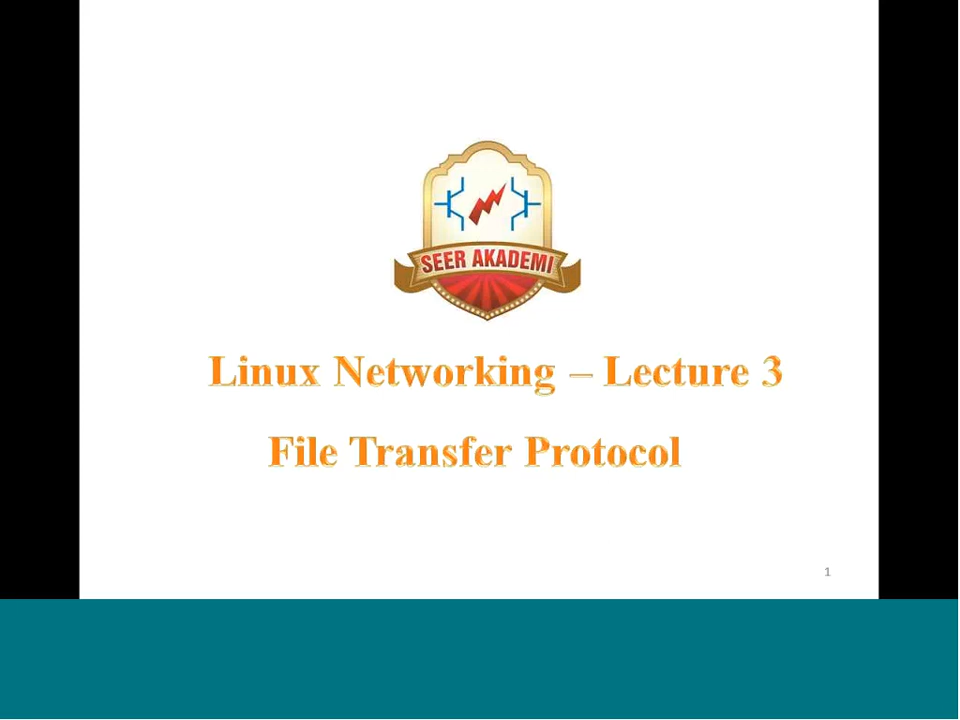 SEER AKADEMI
Linux Networking – Lecture 3
File Transfer Protocol
1